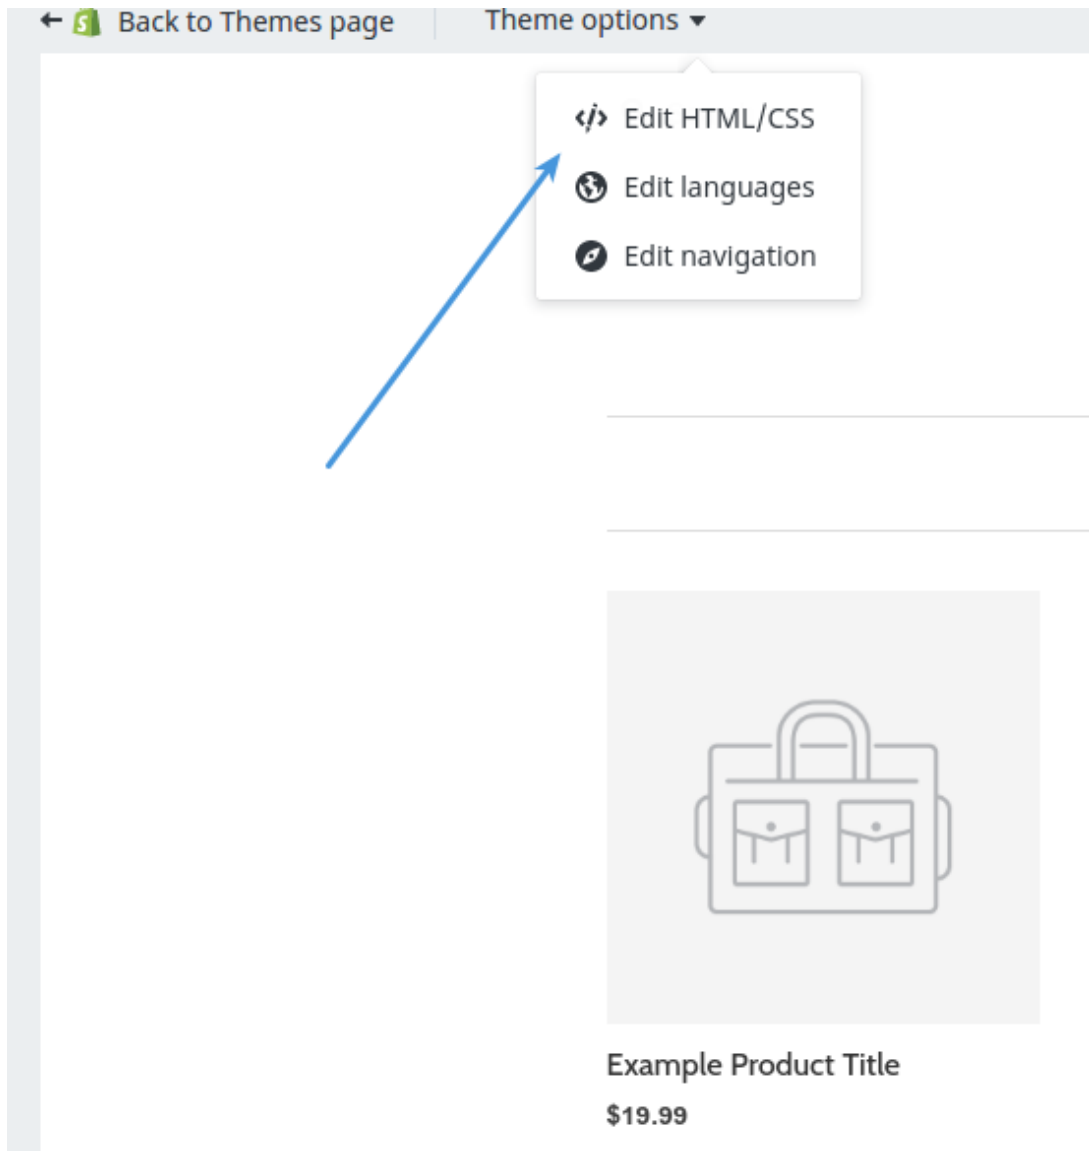 Back to Themes page
Theme options
Edit HTML/CSS
Edit languages
Edit navigation
Example Product Title
$19.99